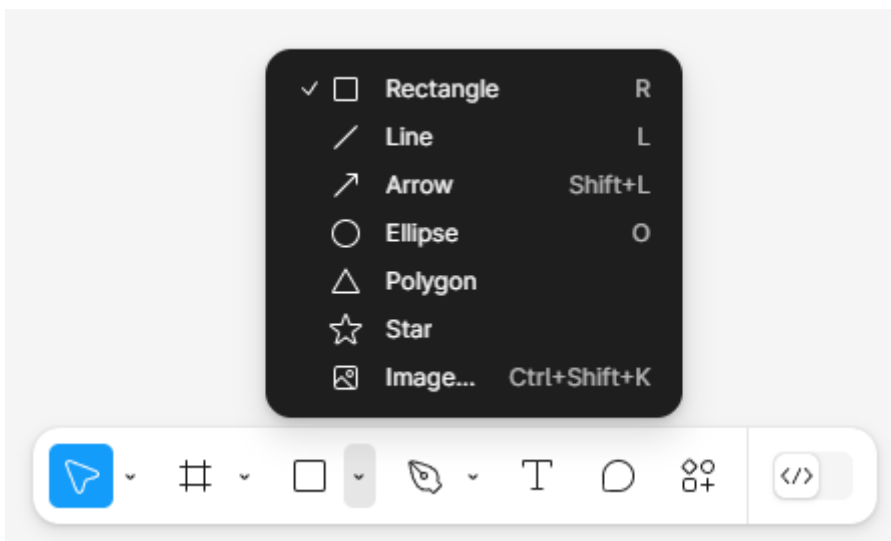 Rectangle R
Line L
Arrow Shift+L
Ellipse O
Polygon
Star
Image... Ctrl+Shift+K
T </>